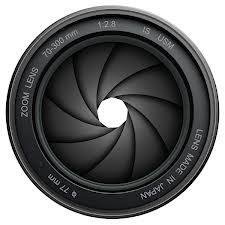 ZOOM LENS
70-300 mm
1:2.8
IS
USM
LENS MADE IN JAPAN
ϕ 77 mm